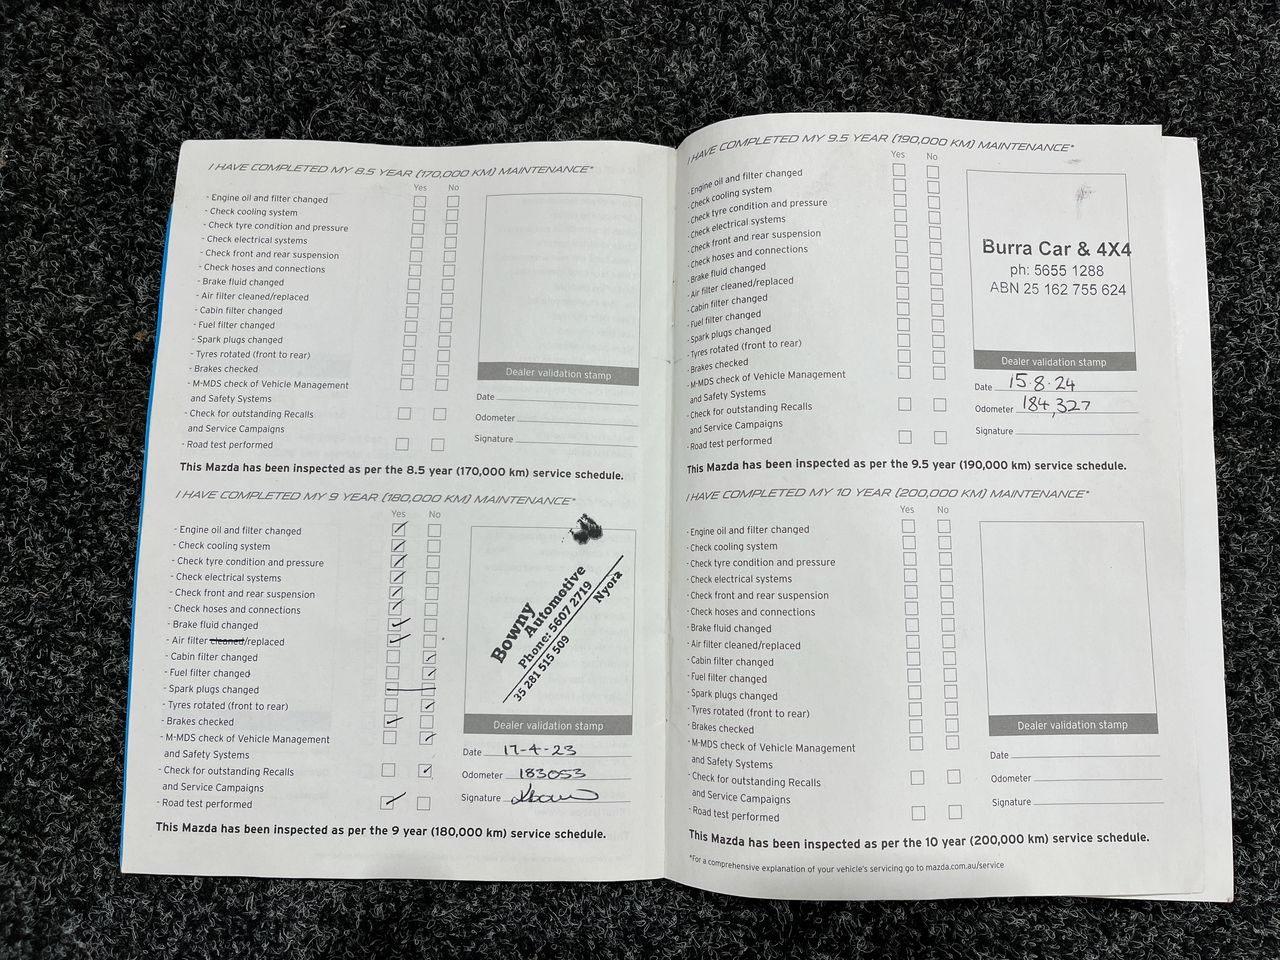 I HAVE COMPLETED MY 8.5 YEAR (170,000 KM) MAINTENANCE*
Yes No
- Engine oil and filter changed
- Check cooling system
- Check tyre condition and pressure
- Check electrical systems
- Check front and rear suspension
- Check hoses and connections
- Brake fluid changed
- Air filter cleaned/replaced
- Cabin filter changed
- Fuel filter changed
- Spark plugs changed
- Tyres rotated (front to rear)
- Brakes checked
- M-MDS check of Vehicle Management
and Safety Systems
- Check for outstanding Recalls
and Service Campaigns
- Road test performed
Dealer validation stamp
Date
Odometer
Signature
This Mazda has been inspected as per the 8.5 year (170,000 km) service schedule.
I HAVE COMPLETED MY 9 YEAR (180,000 KM) MAINTENANCE*
Yes No
- Engine oil and filter changed
- Check cooling system
- Check tyre condition and pressure
- Check electrical systems
- Check front and rear suspension
- Check hoses and connections
- Brake fluid changed
- Air filter cleaned/replaced
- Cabin filter changed
- Fuel filter changed
- Spark plugs changed
- Tyres rotated (front to rear)
- Brakes checked
- M-MDS check of Vehicle Management
and Safety Systems
- Check for outstanding Recalls
and Service Campaigns
- Road test performed
Bowny
Automotive
Phone: 5607 2719
35 281 515 509 Nyora
Dealer validation stamp
Date 17-4-23
Odometer 183053
Signature
This Mazda has been inspected as per the 9 year (180,000 km) service schedule.
I HAVE COMPLETED MY 9.5 YEAR (190,000 KM) MAINTENANCE*
Yes No
- Engine oil and filter changed
- Check cooling system
- Check tyre condition and pressure
- Check electrical systems
- Check front and rear suspension
- Check hoses and connections
- Brake fluid changed
- Air filter cleaned/replaced
- Cabin filter changed
- Fuel filter changed
- Spark plugs changed
- Tyres rotated (front to rear)
- Brakes checked
- M-MDS check of Vehicle Management
and Safety Systems
- Check for outstanding Recalls
and Service Campaigns
- Road test performed
Burra Car & 4X4
ph: 5655 1288
ABN 25 162 755 624
Dealer validation stamp
Date 15.8.24
Odometer 184,327
Signature
This Mazda has been inspected as per the 9.5 year (190,000 km) service schedule.
I HAVE COMPLETED MY 10 YEAR (200,000 KM) MAINTENANCE*
Yes No
- Engine oil and filter changed
- Check cooling system
- Check tyre condition and pressure
- Check electrical systems
- Check front and rear suspension
- Check hoses and connections
- Brake fluid changed
- Air filter cleaned/replaced
- Cabin filter changed
- Fuel filter changed
- Spark plugs changed
- Tyres rotated (front to rear)
- Brakes checked
- M-MDS check of Vehicle Management
and Safety Systems
- Check for outstanding Recalls
and Service Campaigns
- Road test performed
Dealer validation stamp
Date
Odometer
Signature
This Mazda has been inspected as per the 10 year (200,000 km) service schedule.
*For a comprehensive explanation of your vehicle's servicing go to mazda.com.au/service